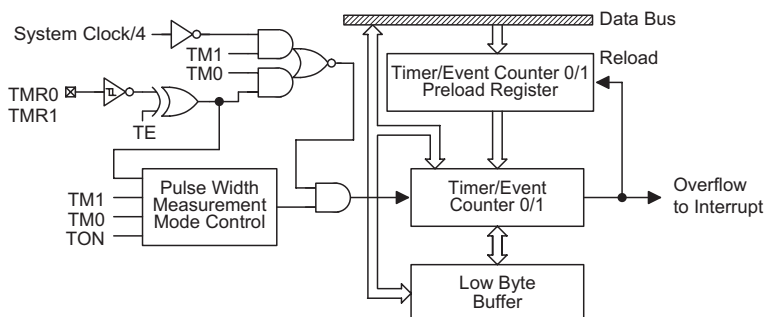 System Clock/4
TM1
TM0
TMR0
TMR1
TE
TM1
TM0
TON
Pulse Width
Measurement
Mode Control
Data Bus
Reload
Timer/Event Counter 0/1
Preload Register
Timer/Event
Counter 0/1
Overflow
to Interrupt
Low Byte
Buffer